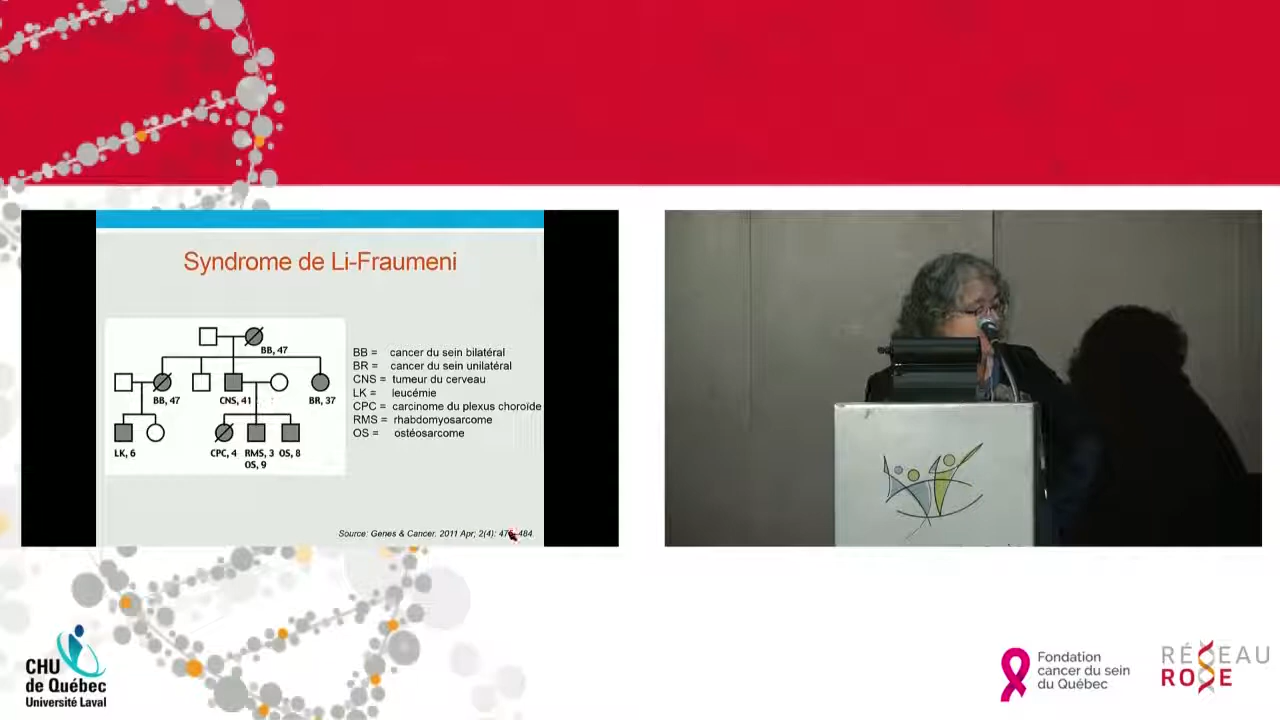 Syndrome de Li-Fraumeni
BB, 47
BB, 47
CNS, 41
BR, 37
LK, 6
CPC, 4
RMS, 3
OS, 9
OS, 8
BB = cancer du sein bilatéral
BR = cancer du sein unilatéral
CNS = tumeur du cerveau
LK = leucémie
CPC = carcinome du plexus choroïde
RMS = rhabdomyosarcome
OS = ostéosarcome
Source: Genes & Cancer. 2011 Apr; 2(4): 484.
CHU
de Québec
Université Laval
Fondation
cancer du sein
du Québec
RÉSEAU
ROSE